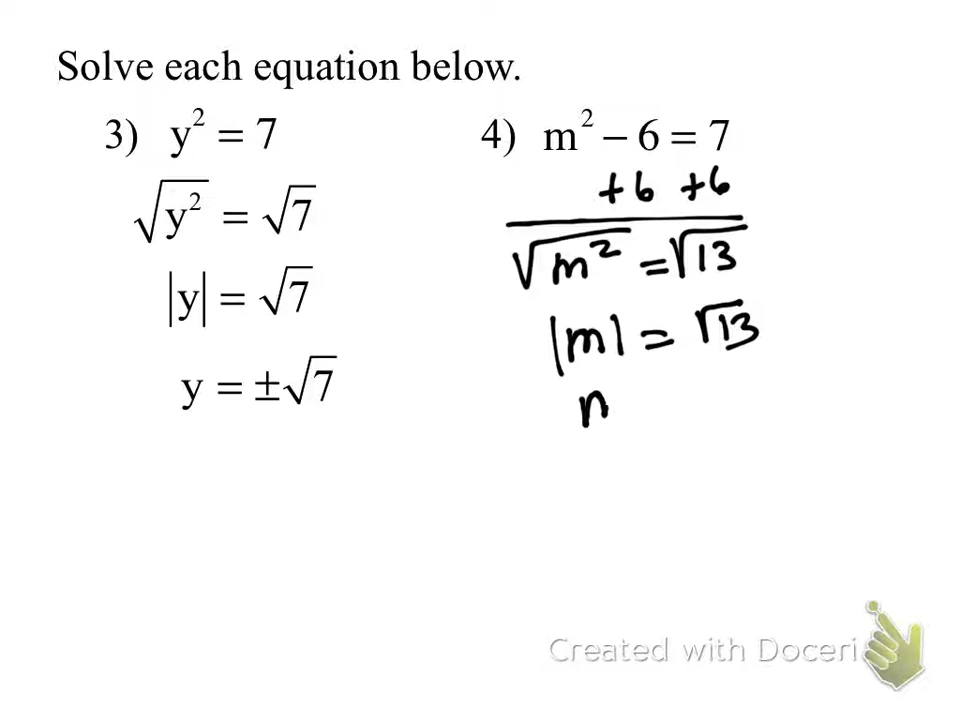 Solve each equation below.
3) y² = 7
√y² = √7
|y| = √7
y = ±√7
4) m² − 6 = 7
+6 +6
√m² = √13
|m| = √13
n
Created with Doceri